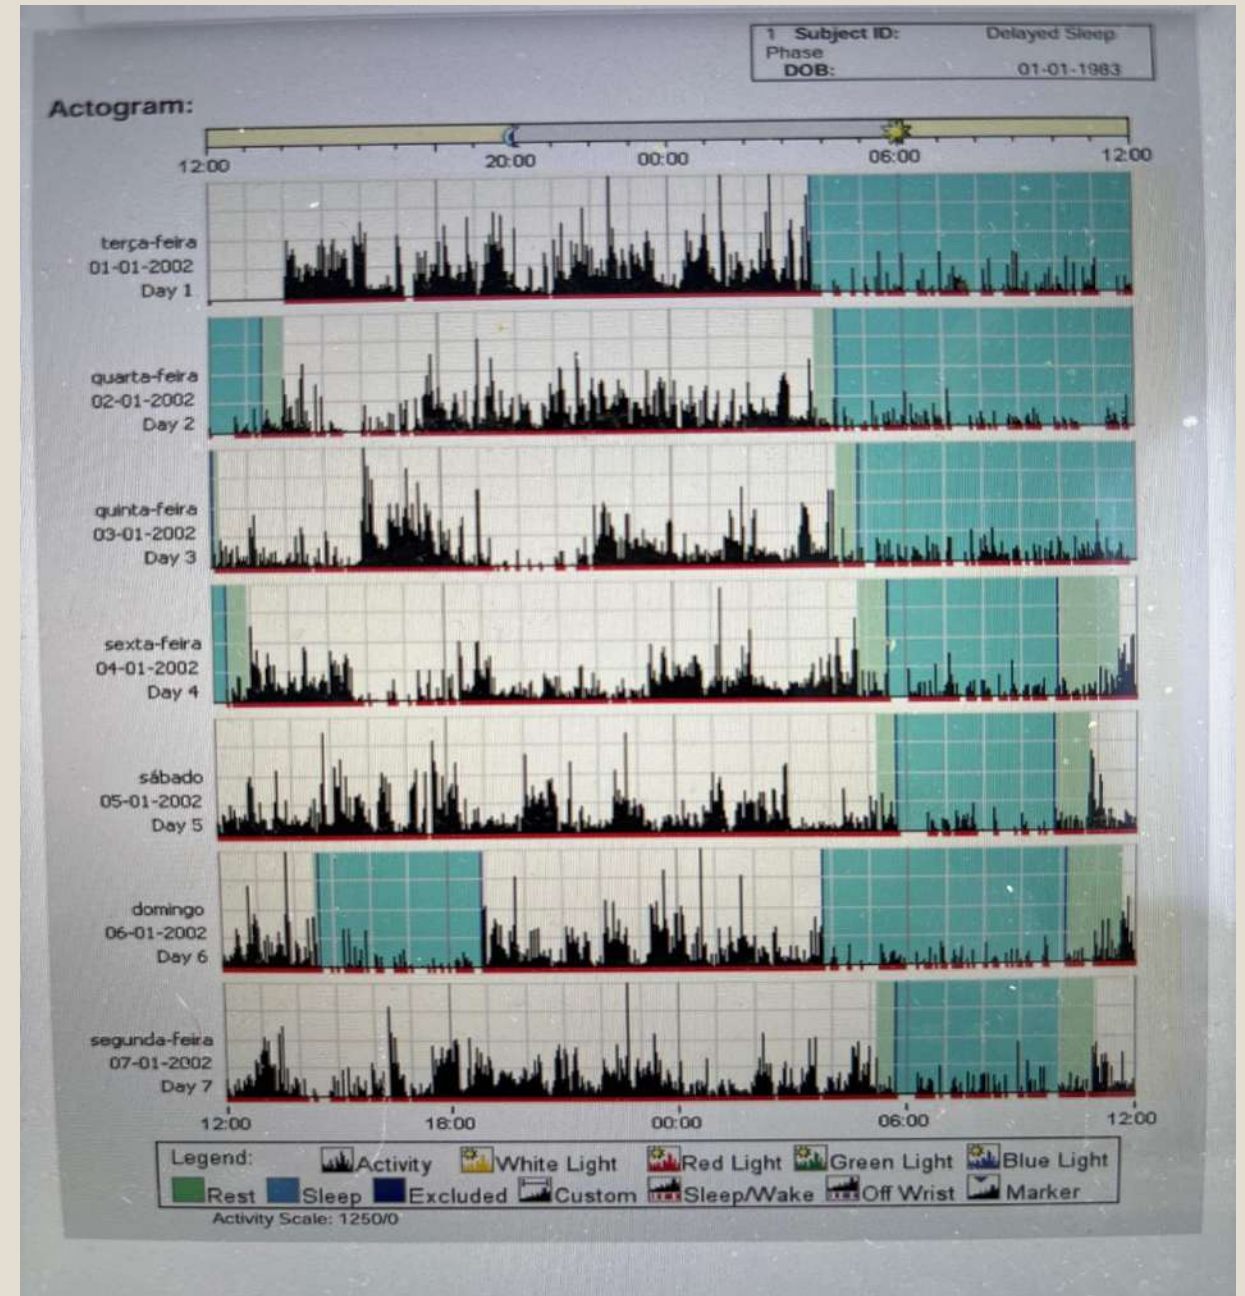 1 Subject ID: Delayed Sleep
Phase
DOB: 01-01-1983
Actogram:
12:00 20:00 00:00 06:00 12:00
terça-feira
01-01-2002
Day 1
quarta-feira
02-01-2002
Day 2
quinta-feira
03-01-2002
Day 3
sexta-feira
04-01-2002
Day 4
sábado
05-01-2002
Day 5
domingo
06-01-2002
Day 6
segunda-feira
07-01-2002
Day 7
12:00 18:00 00:00 06:00 12:00
Legend: Activity White Light Red Light Green Light Blue Light
Rest Sleep Excluded Custom Sleep/Wake Off Wrist Marker
Activity Scale: 1250/0